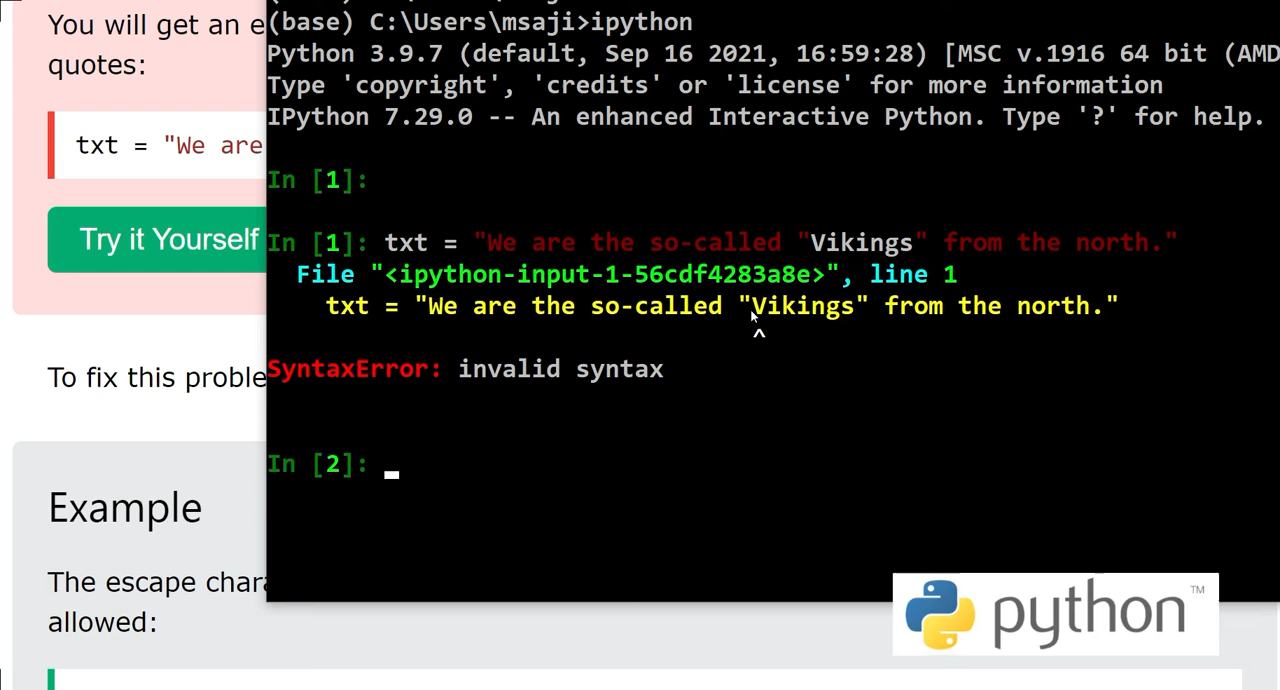 You will get an e
quotes:
txt = "We are
Try it Yourself
To fix this proble
Example
The escape chara
allowed:
(base) C:\Users\msaji>ipython
Python 3.9.7 (default, Sep 16 2021, 16:59:28) [MSC v.1916 64 bit (AMD
Type 'copyright', 'credits' or 'license' for more information
IPython 7.29.0 -- An enhanced Interactive Python. Type '?' for help.
In [1]:
In [1]: txt = "We are the so-called "Vikings" from the north."
File "<ipython-input-1-56cdf4283a8e>", line 1
txt = "We are the so-called "Vikings" from the north."
^
SyntaxError: invalid syntax
In [2]:
python™